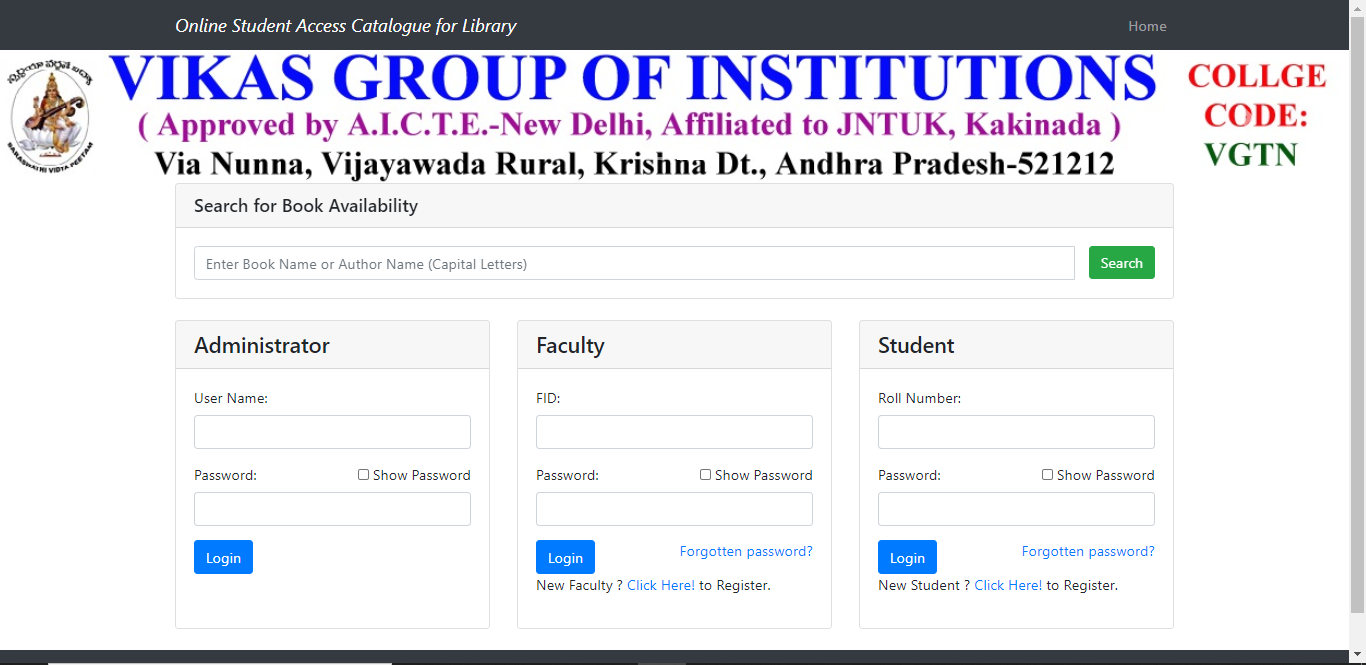 Online Student Access Catalogue for Library
Home
VIKAS GROUP OF INSTITUTIONS
( Approved by A.I.C.T.E.-New Delhi, Affiliated to JNTUK, Kakinada )
Via Nunna, Vijayawada Rural, Krishna Dt., Andhra Pradesh-521212
COLLGE
CODE:
VGTN
SARASWATHI VIDYA PEETAM
Search for Book Availability
Enter Book Name or Author Name (Capital Letters)
Search
Administrator
User Name:
Password:
Show Password
Login
Faculty
FID:
Password:
Show Password
Login
Forgotten password?
New Faculty ? Click Here! to Register.
Student
Roll Number:
Password:
Show Password
Login
Forgotten password?
New Student ? Click Here! to Register.